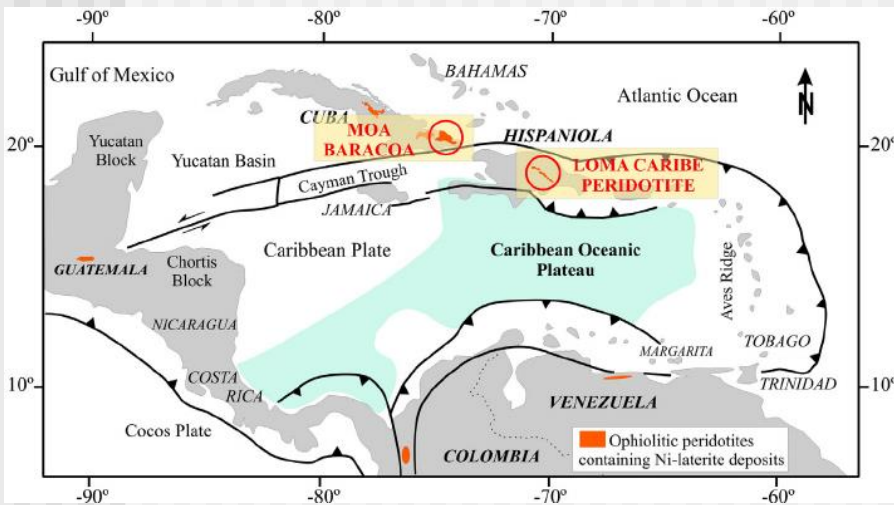 -90º
-80º
-70º
-60º
Gulf of Mexico
BAHAMAS
Atlantic Ocean
N
CUBA
20º
20º
MOA
BARACOA
HISPANIOLA
Yucatan
Block
Yucatan Basin
LOMA CARIBE
PERIDOTITE
Cayman Trough
JAMAICA
Caribbean Plate
Caribbean Oceanic
Plateau
GUATEMALA
Chortis
Block
Aves Ridge
NICARAGUA
MARGARITA
TOBAGO
COSTA
RICA
10º
10º
TRINIDAD
VENEZUELA
Cocos Plate
COLOMBIA
Ophiolitic peridotites
containing Ni-laterite deposits
-90º
-80º
-70º
-60º